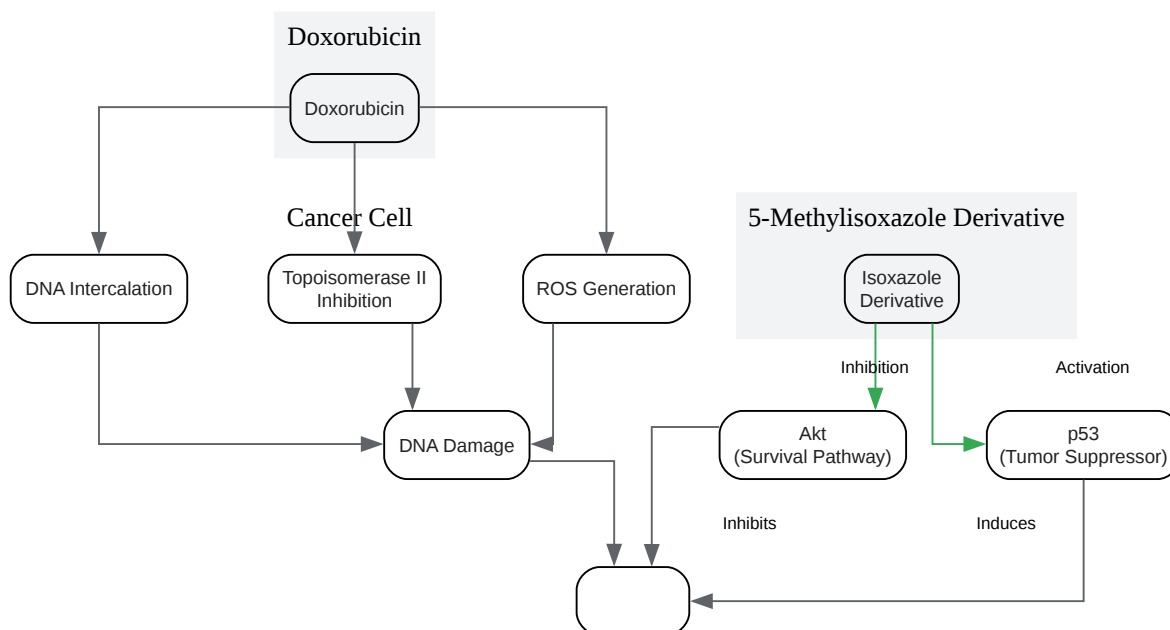 Doxorubicin
Doxorubicin
Cancer Cell
5-Methylisoxazole Derivative
DNA Intercalation
Topoisomerase II
Inhibition
ROS Generation
Isoxazole
Derivative
Inhibition
Activation
DNA Damage
Akt
(Survival Pathway)
p53
(Tumor Suppressor)
Inhibits
Induces